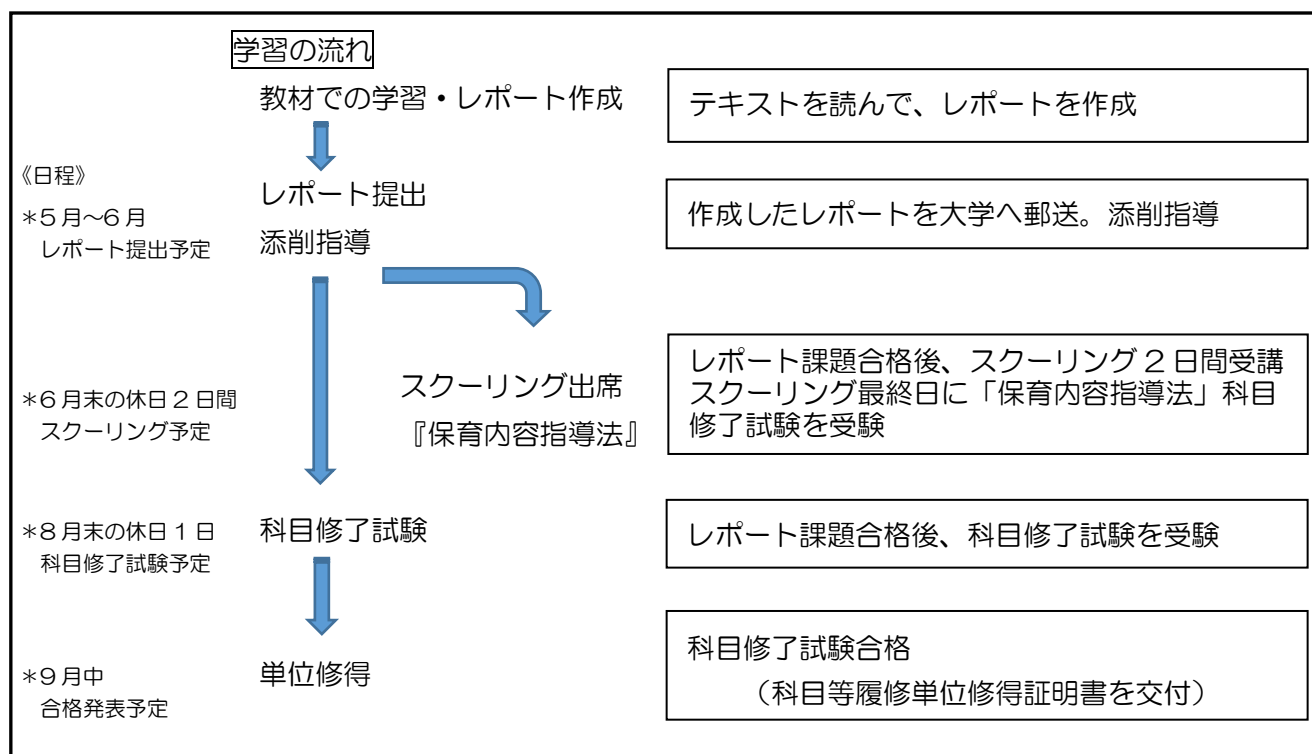 学習の流れ
教材での学習・レポート作成
テキストを読んで、レポートを作成
《日程》
*5月~6月
レポート提出予定
レポート提出
添削指導
作成したレポートを大学へ郵送。添削指導
*6月末の休日2日間
スクーリング予定
スクーリング出席
『保育内容指導法』
レポート課題合格後、スクーリング2日間受講
スクーリング最終日に「保育内容指導法」科目
修了試験を受験
*8月末の休日1日
科目修了試験予定
科目修了試験
レポート課題合格後、科目修了試験を受験
*9月中
合格発表予定
単位修得
科目修了試験合格
(科目等履修単位修得証明書を交付)